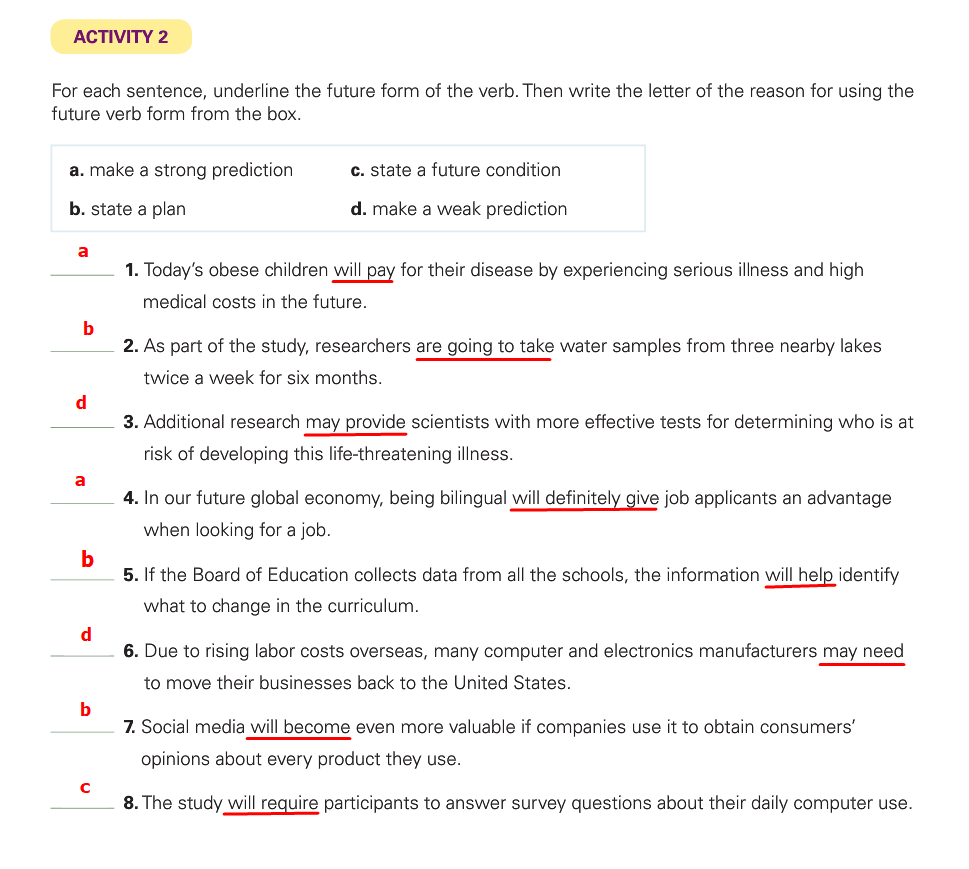 ACTIVITY 2
For each sentence, underline the future form of the verb. Then write the letter of the reason for using the
future verb form from the box.
a. make a strong prediction c. state a future condition
b. state a plan d. make a weak prediction
a
1. Today's obese children will pay for their disease by experiencing serious illness and high
medical costs in the future.
b
2. As part of the study, researchers are going to take water samples from three nearby lakes
twice a week for six months.
d
3. Additional research may provide scientists with more effective tests for determining who is at
risk of developing this life-threatening illness.
a
4. In our future global economy, being bilingual will definitely give job applicants an advantage
when looking for a job.
b
5. If the Board of Education collects data from all the schools, the information will help identify
what to change in the curriculum.
d
6. Due to rising labor costs overseas, many computer and electronics manufacturers may need
to move their businesses back to the United States.
b
7. Social media will become even more valuable if companies use it to obtain consumers'
opinions about every product they use.
c
8. The study will require participants to answer survey questions about their daily computer use.